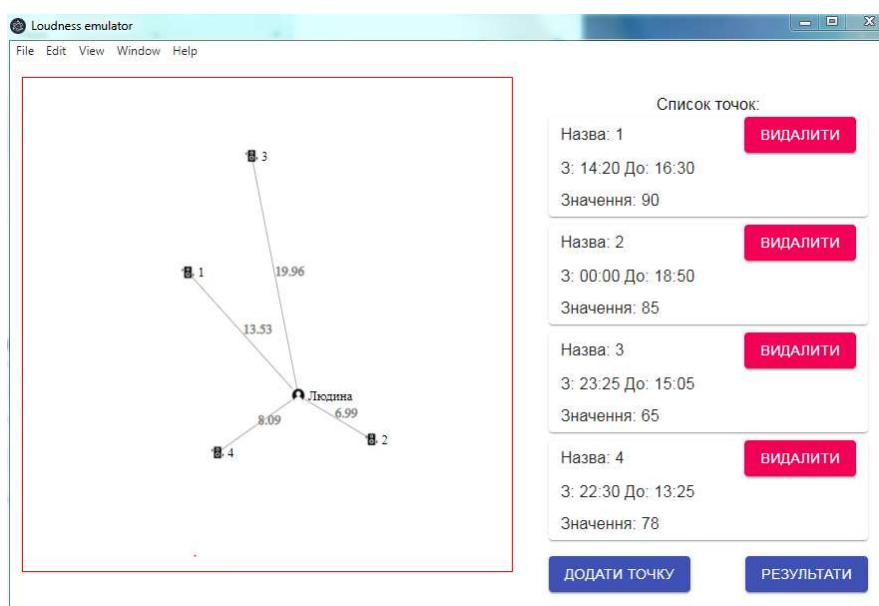 Loudness emulator
File Edit View Window Help
3
1
19.96
13.53
Людина
6.99
8.09
2
4
Список точок:
Назва: 1
ВИДАЛИТИ
З: 14:20 До: 16:30
Значення: 90
Назва: 2
ВИДАЛИТИ
З: 00:00 До: 18:50
Значення: 85
Назва: 3
ВИДАЛИТИ
З: 23:25 До: 15:05
Значення: 65
Назва: 4
ВИДАЛИТИ
З: 22:30 До: 13:25
Значення: 78
ДОДАТИ ТОЧКУ
РЕЗУЛЬТАТИ